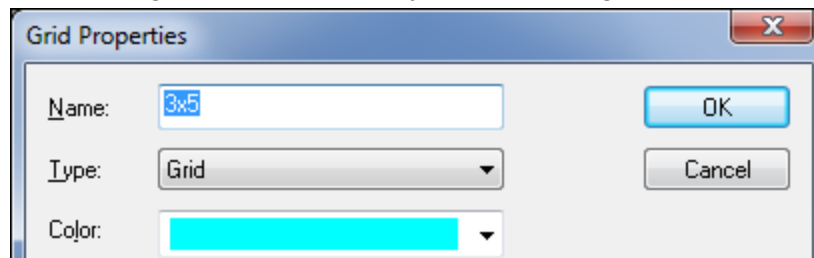 Grid Properties
X
Name: 3x5 OK
Type: Grid Cancel
Color: